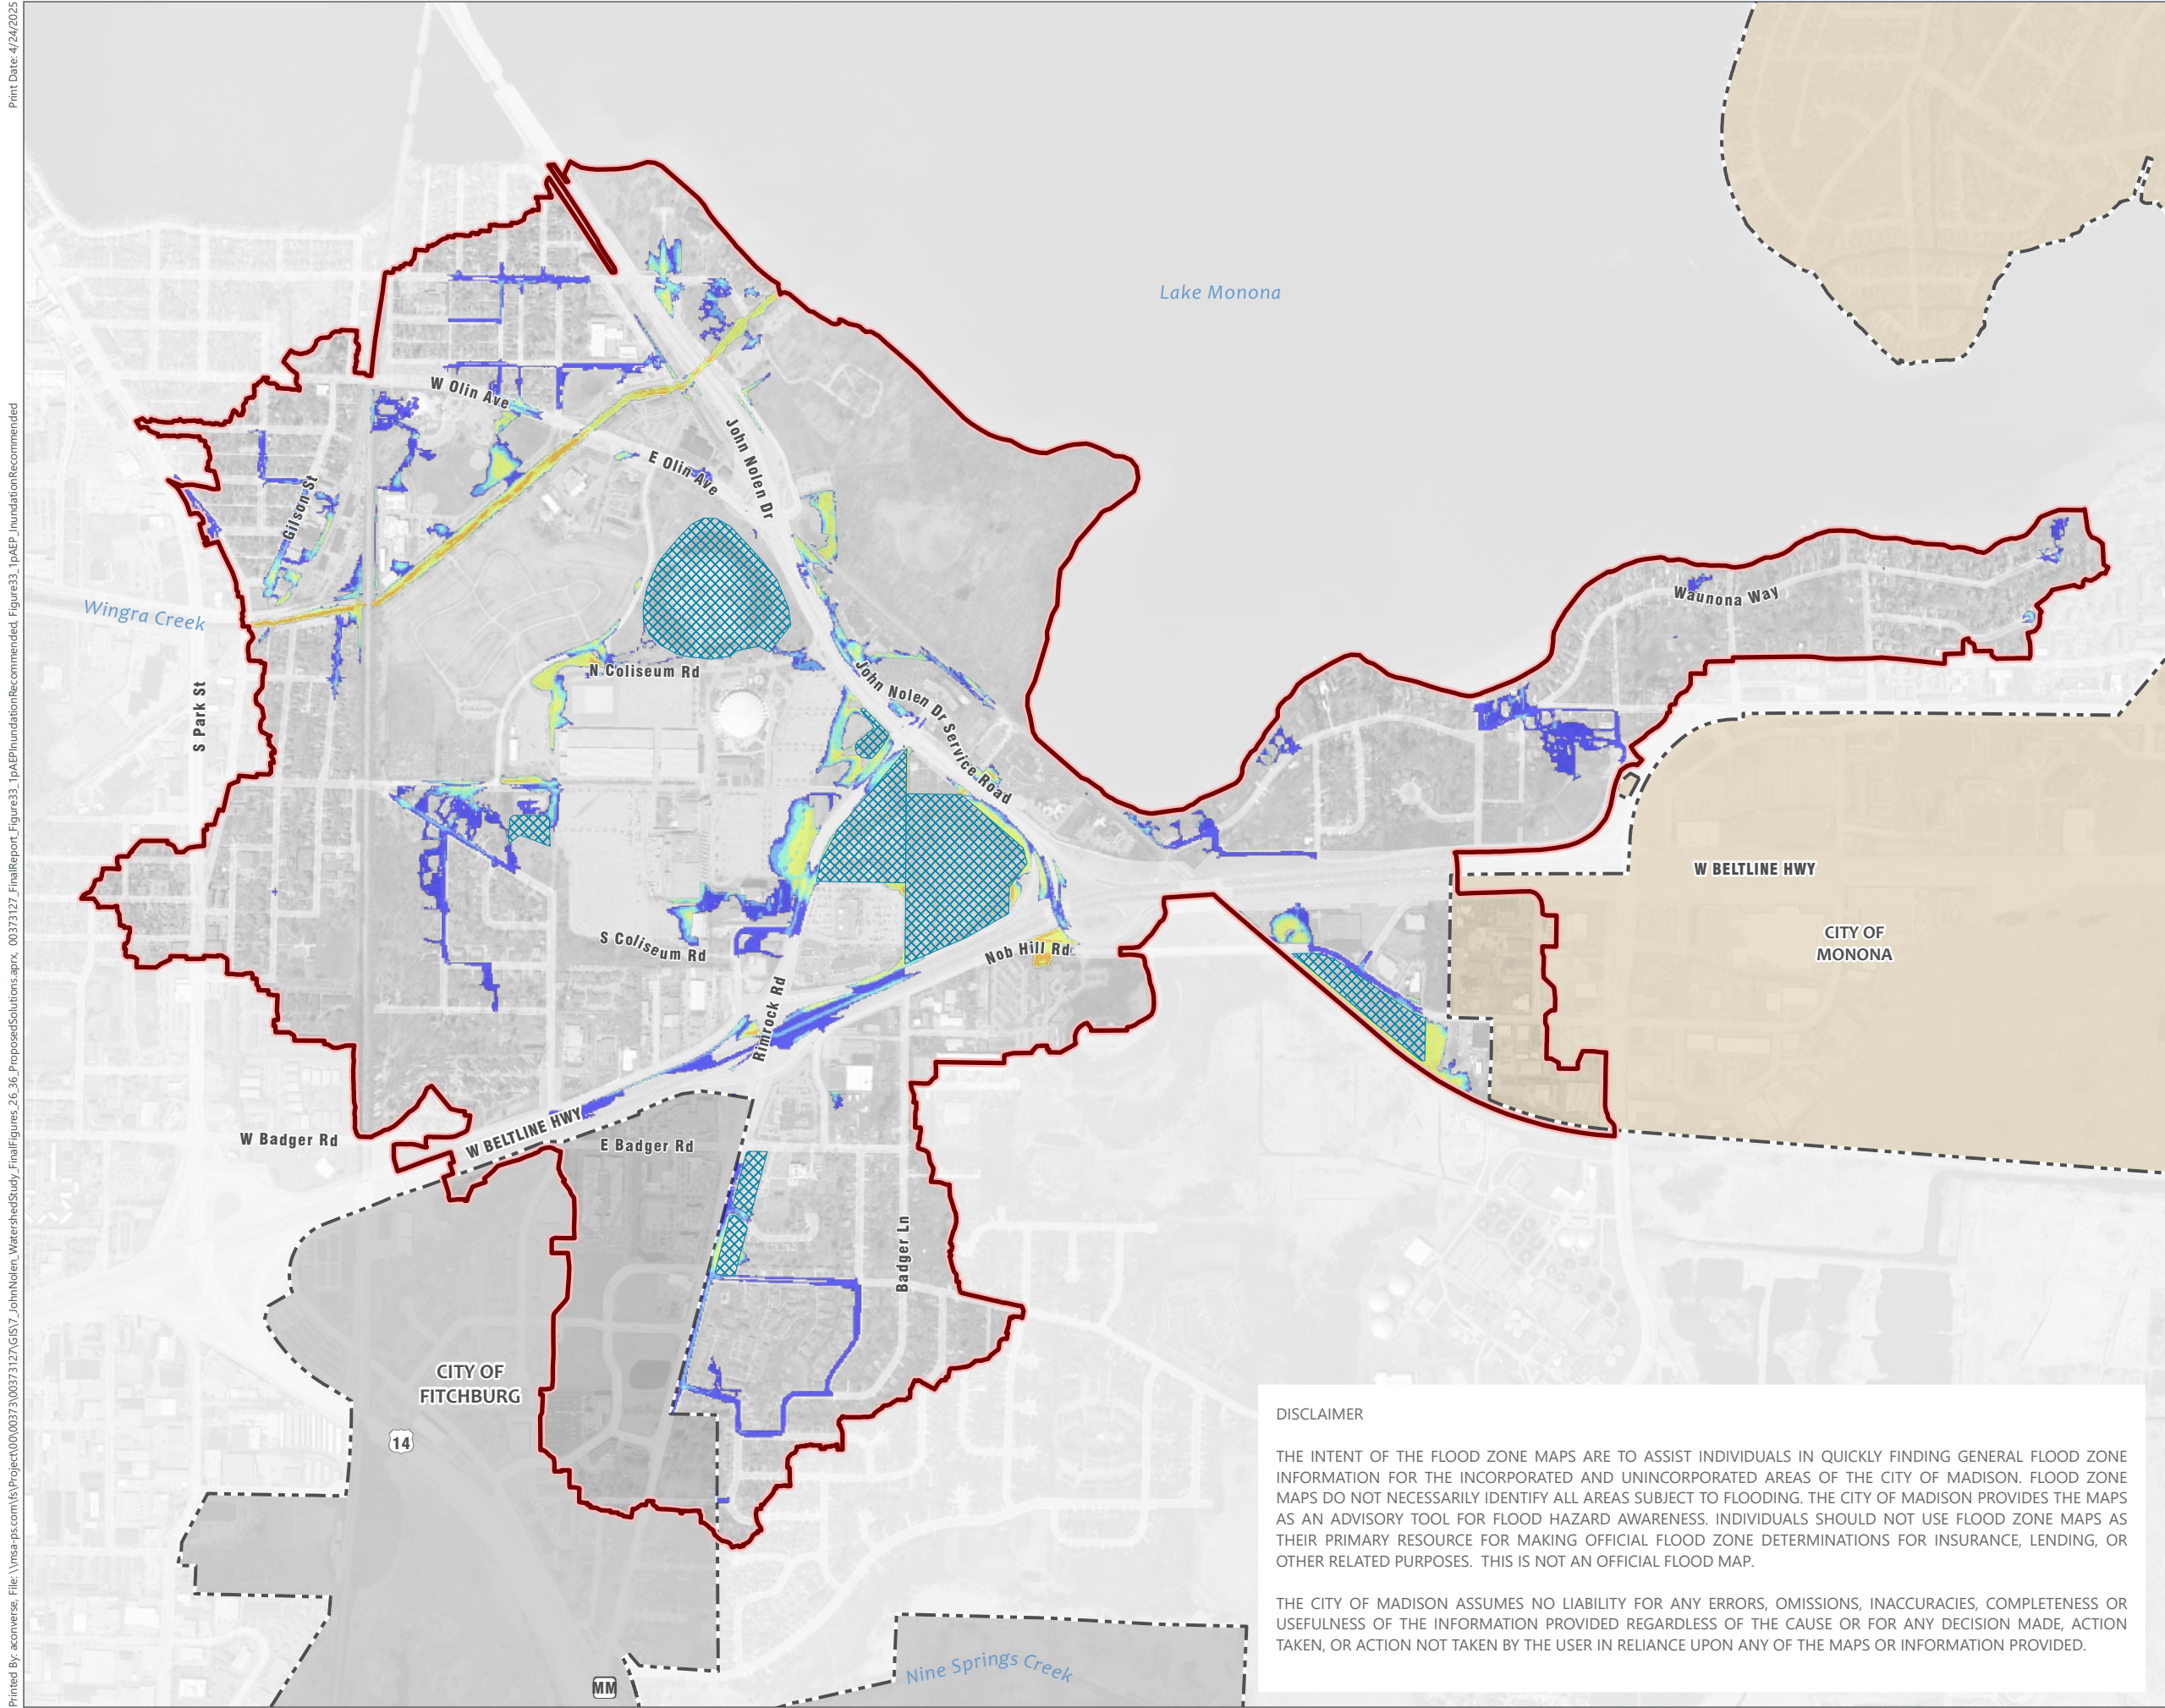 Print Date: 4/24/2025
Printed By: aconverse, File: \\msa-ps.com\fs\Project\00\00373\00373127\GIS\7_JohnNolen_WatershedStudy_FinalFigures_26_36_ProposedSolutions.aprx, 00373127_FinalReport_Figure33_1pAEPInundationRecommended, Figure33_1pAEP_InundationRecommended
Lake Monona
W Olin Ave
John Nolen Dr
E Olin Ave
Gilson St
Wingra Creek
Waunona Way
N Coliseum Rd
S Park St
John Nolen Dr Service Road
W BELTLINE HWY
CITY OF
MONONA
S Coliseum Rd
Nob Hill Rd
Rimrock Rd
W BELTLINE HWY
W Badger Rd
E Badger Rd
Badger Ln
CITY OF
FITCHBURG
14
DISCLAIMER
THE INTENT OF THE FLOOD ZONE MAPS ARE TO ASSIST INDIVIDUALS IN QUICKLY FINDING GENERAL FLOOD ZONE
INFORMATION FOR THE INCORPORATED AND UNINCORPORATED AREAS OF THE CITY OF MADISON. FLOOD ZONE
MAPS DO NOT NECESSARILY IDENTIFY ALL AREAS SUBJECT TO FLOODING. THE CITY OF MADISON PROVIDES THE MAPS
AS AN ADVISORY TOOL FOR FLOOD HAZARD AWARENESS. INDIVIDUALS SHOULD NOT USE FLOOD ZONE MAPS AS
THEIR PRIMARY RESOURCE FOR MAKING OFFICIAL FLOOD ZONE DETERMINATIONS FOR INSURANCE, LENDING, OR
OTHER RELATED PURPOSES. THIS IS NOT AN OFFICIAL FLOOD MAP.
THE CITY OF MADISON ASSUMES NO LIABILITY FOR ANY ERRORS, OMISSIONS, INACCURACIES, COMPLETENESS OR
USEFULNESS OF THE INFORMATION PROVIDED REGARDLESS OF THE CAUSE OR FOR ANY DECISION MADE, ACTION
TAKEN, OR ACTION NOT TAKEN BY THE USER IN RELIANCE UPON ANY OF THE MAPS OR INFORMATION PROVIDED.
Nine Springs Creek
MM